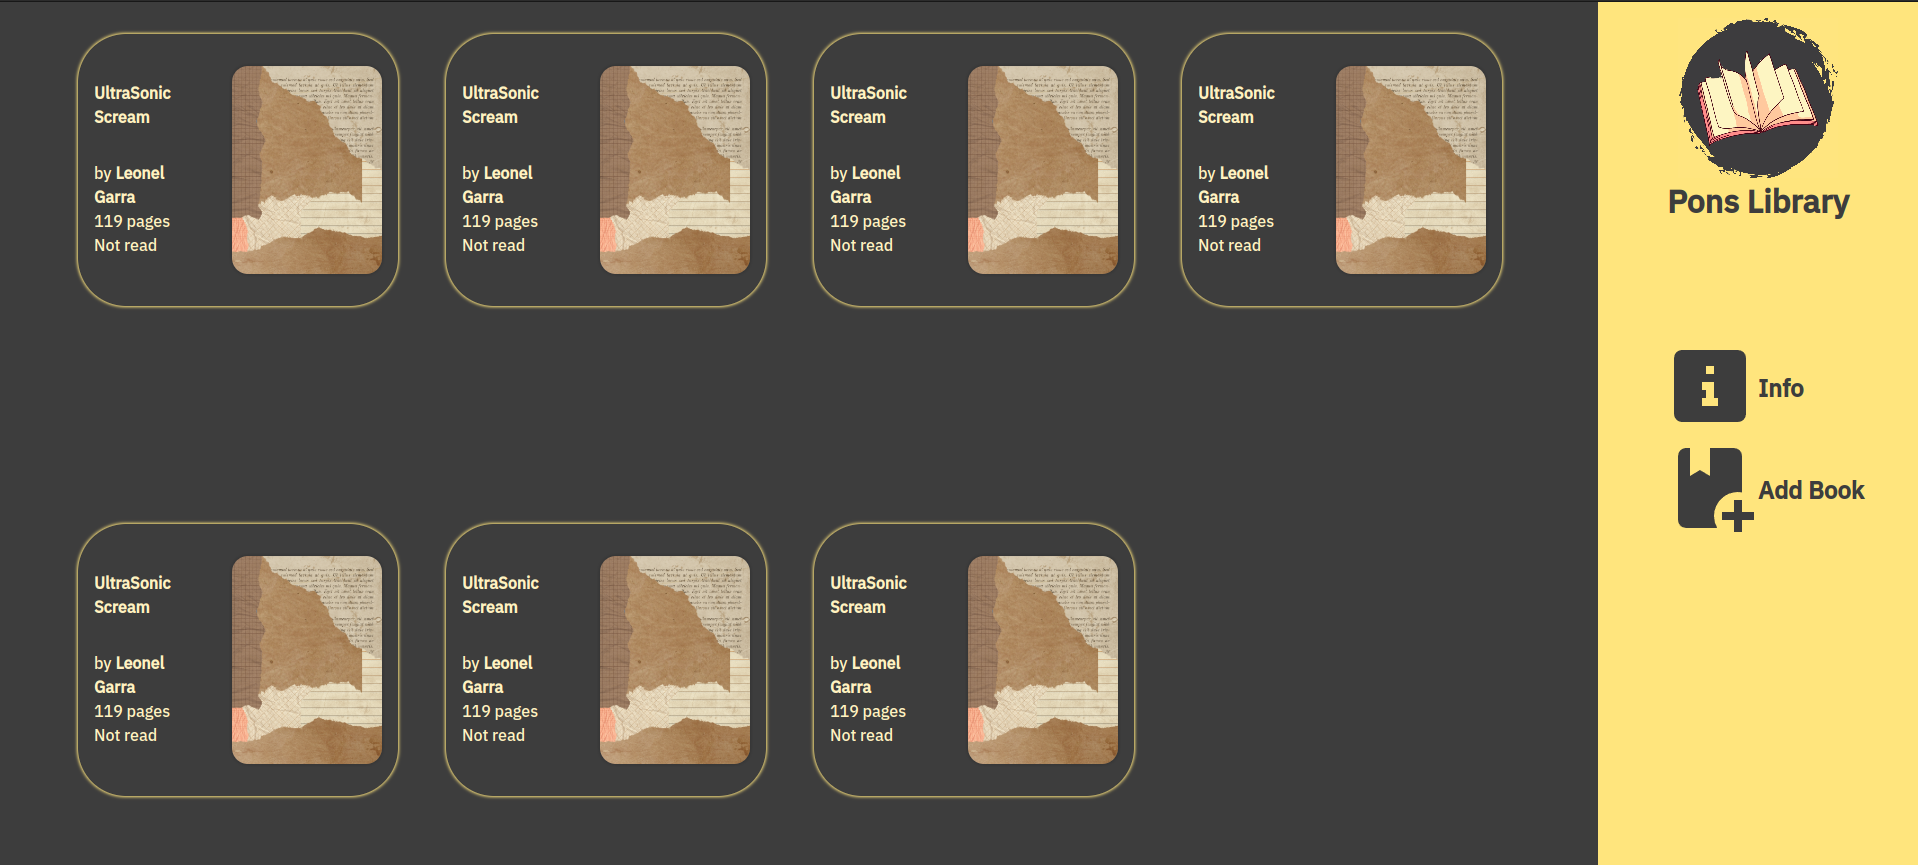 UltraSonic
Scream
by Leonel
Garra
119 pages
Not read
UltraSonic
Scream
by Leonel
Garra
119 pages
Not read
UltraSonic
Scream
by Leonel
Garra
119 pages
Not read
UltraSonic
Scream
by Leonel
Garra
119 pages
Not read
UltraSonic
Scream
by Leonel
Garra
119 pages
Not read
UltraSonic
Scream
by Leonel
Garra
119 pages
Not read
UltraSonic
Scream
by Leonel
Garra
119 pages
Not read
Pons Library
Info
Add Book